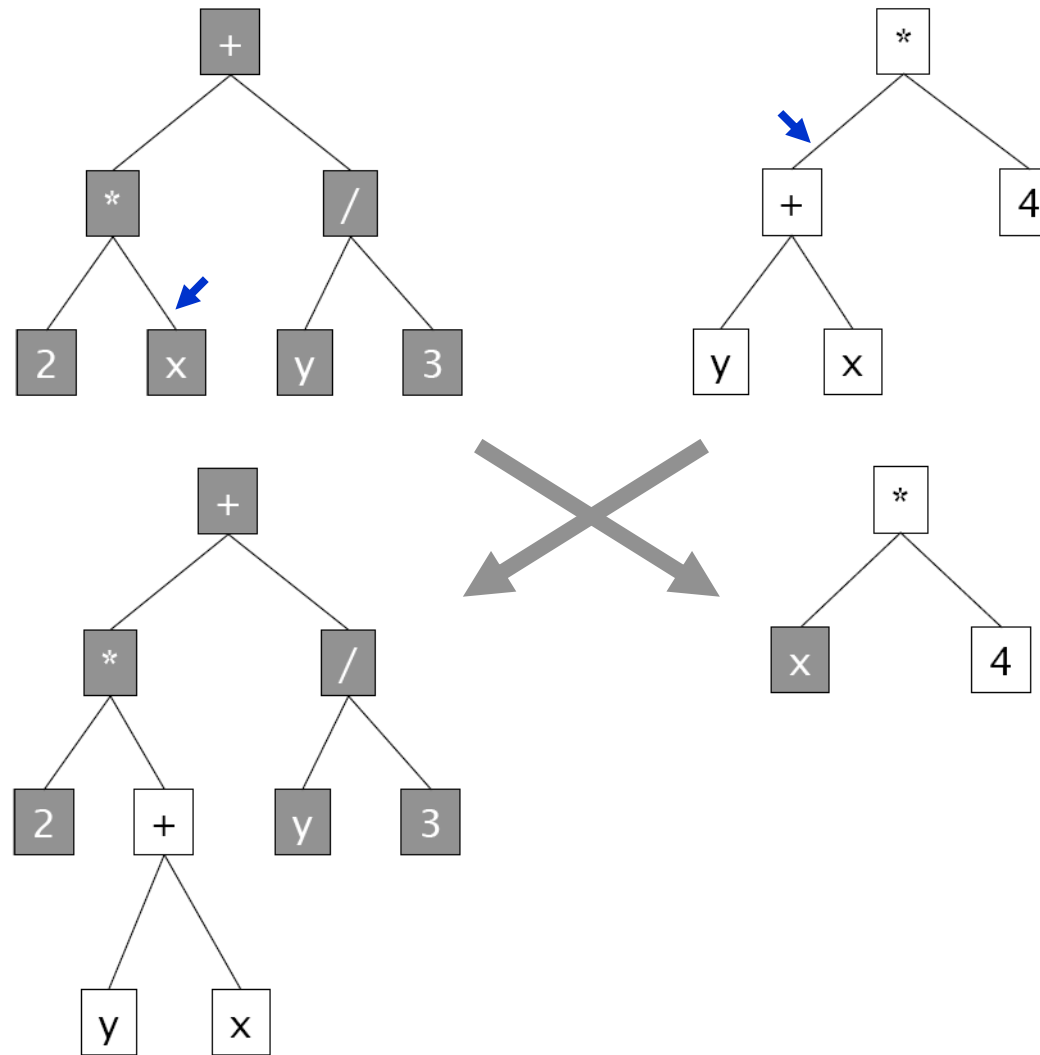 + *
* / + 4
2 x y 3 y x
+ *
* / x 4
2 + y 3
y x